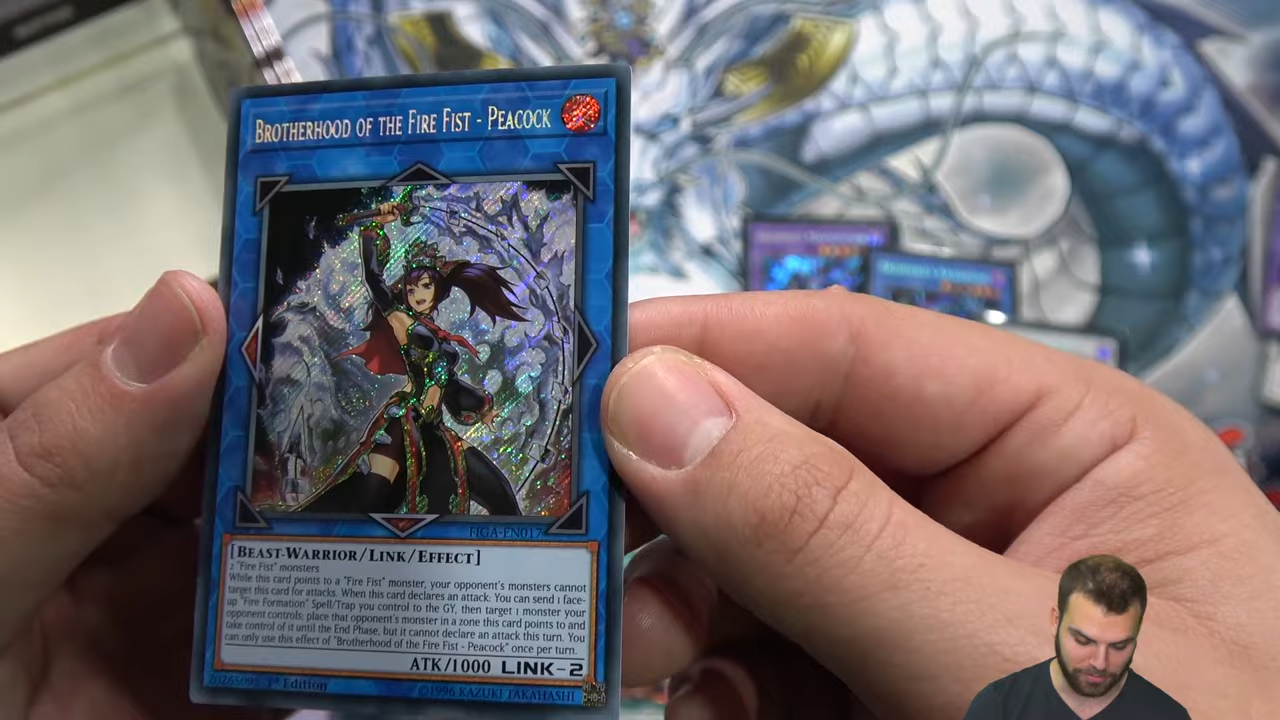 BROTHERHOOD OF THE FIRE FIST - PEACOCK
FIGA-EN017
[BEAST-WARRIOR/LINK/EFFECT]
2 "Fire Fist" monsters
While this card points to a "Fire Fist" monster, your opponent's monsters cannot
target this card for attacks. When this card declares an attack: You can send 1 face-
up "Fire Formation" Spell/Trap you control to the GY, then target 1 monster your
opponent controls; place that opponent's monster in a zone this card points to and
take control of it until the End Phase, but it cannot declare an attack this turn. You
can only use this effect of "Brotherhood of the Fire Fist - Peacock" once per turn.
ATK/1000 LINK-2
20265095 1st Edition ©1996 KAZUKI TAKAHASHI